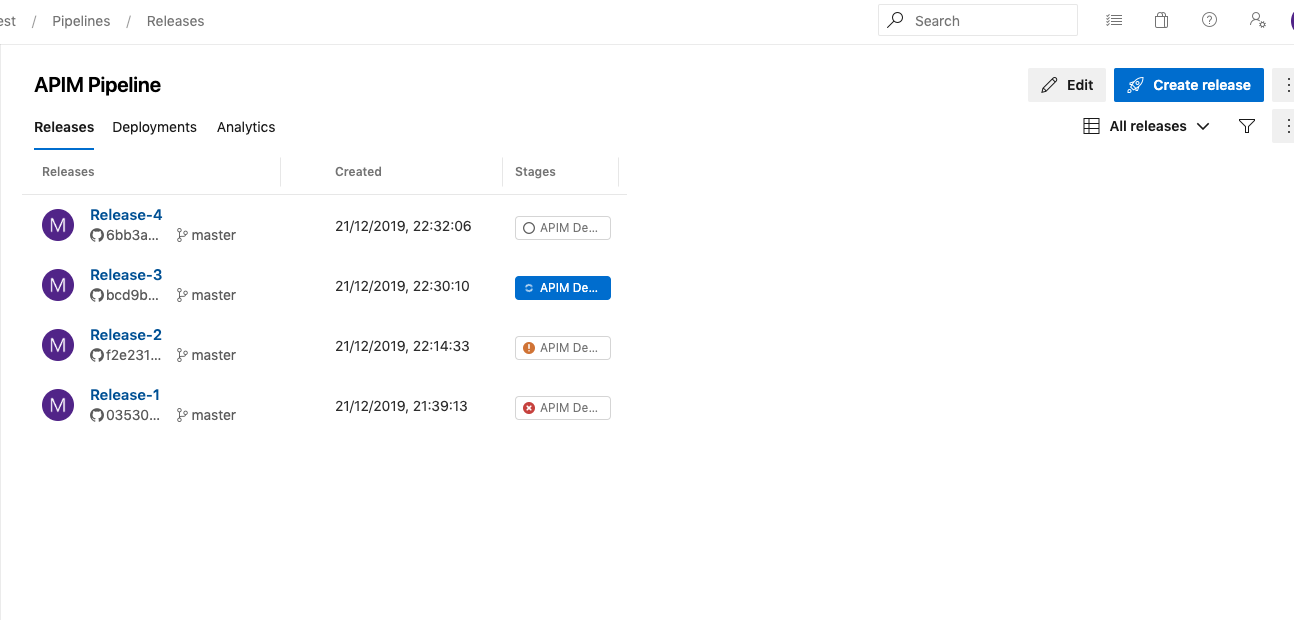 est / Pipelines / Releases
Search
APIM Pipeline
Edit
Create release
Releases Deployments Analytics
All releases
Releases Created Stages
M Release-4
6bb3a... master
21/12/2019, 22:32:06
APIM De...
M Release-3
bcd9b... master
21/12/2019, 22:30:10
APIM De...
M Release-2
f2e231... master
21/12/2019, 22:14:33
APIM De...
M Release-1
03530... master
21/12/2019, 21:39:13
APIM De...